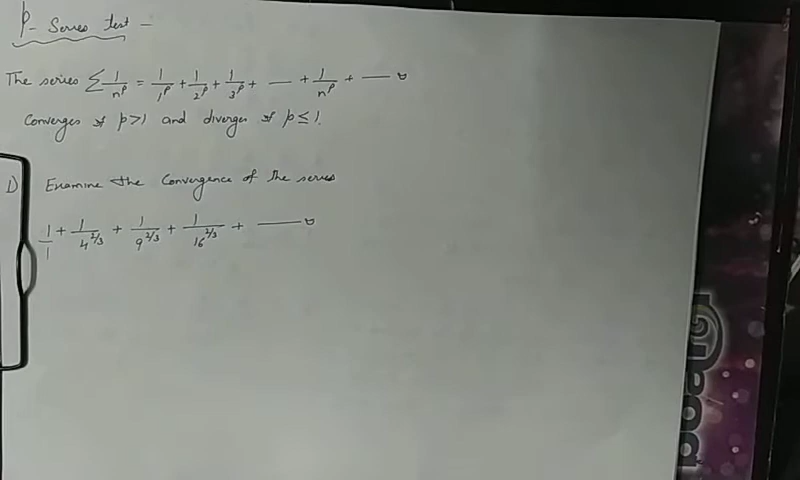 P- Series test -
The series ∑ 1/n^p = 1/1^p + 1/2^p + 1/3^p + — + 1/n^p + — ∞
Converges if p>1 and diverges if p≤1.
1) Examine the convergence of the series
1/1 + 1/4^2/3 + 1/9^2/3 + 1/16^2/3 + — ∞